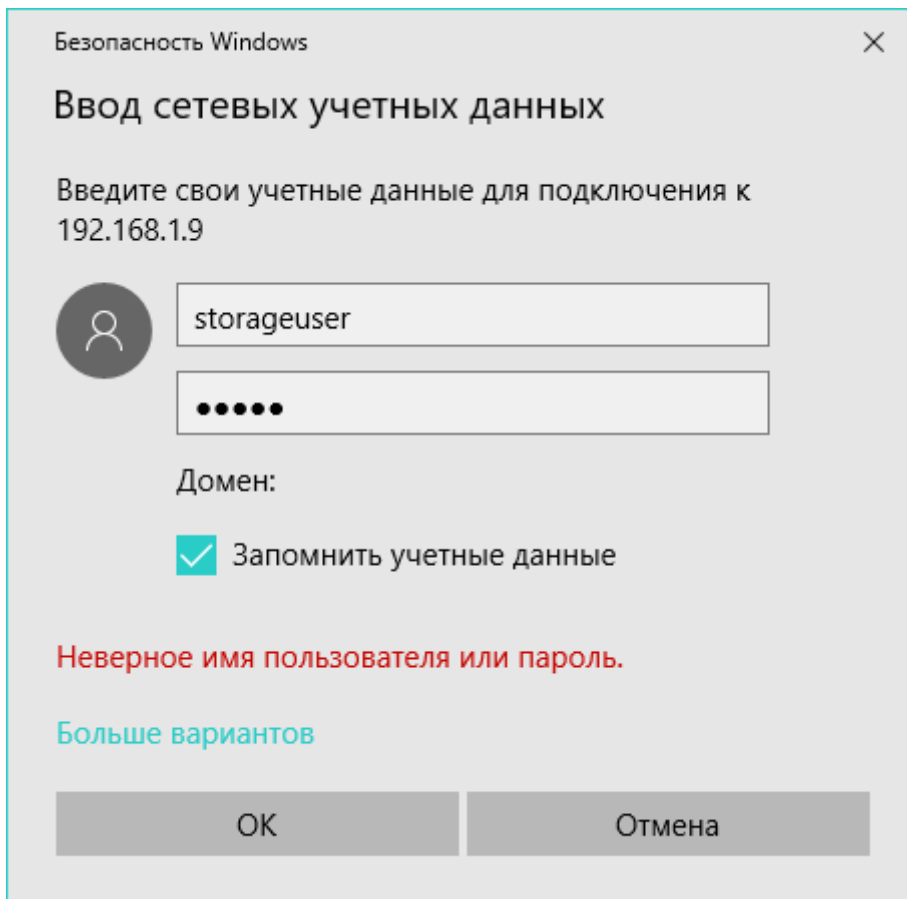 Безопасность Windows
Ввод сетевых учетных данных
Введите свои учетные данные для подключения к
192.168.1.9
storageuser
●●●●●
Домен:
Запомнить учетные данные
Неверное имя пользователя или пароль.
Больше вариантов
ОК
Отмена